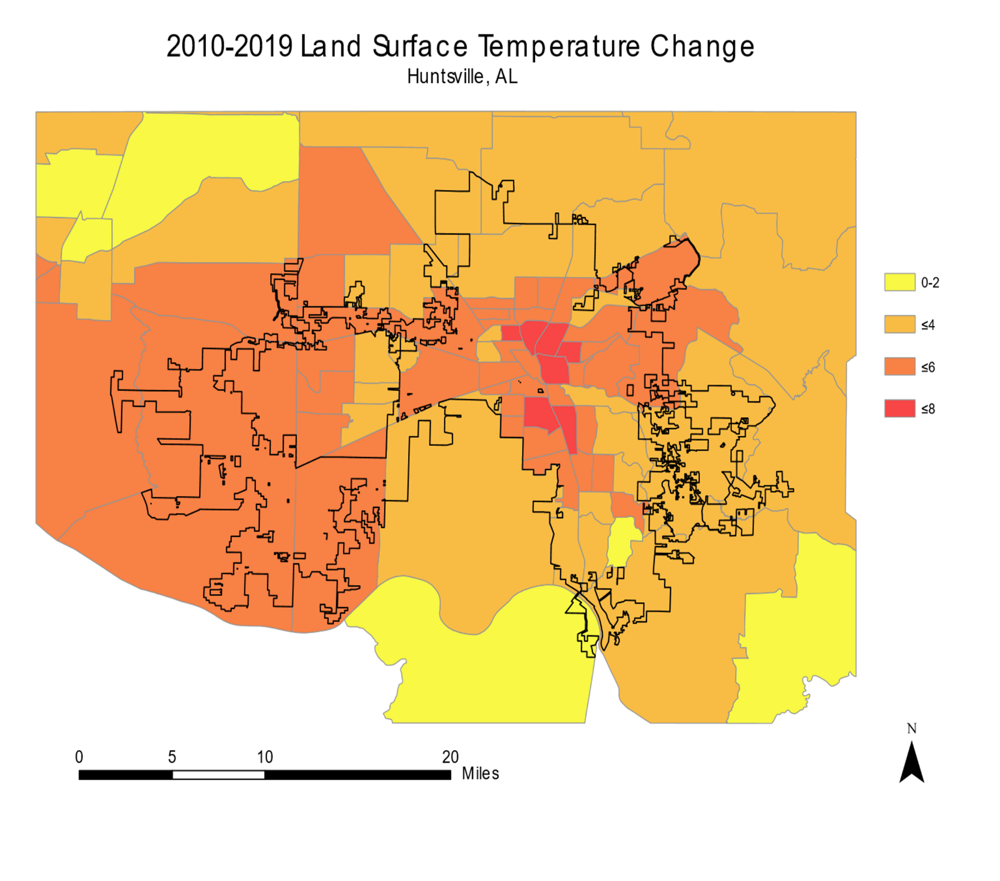 2010-2019 Land Surface Temperature Change
Huntsville, AL
0-2
≤4
≤6
≤8
N
0 5 10 20
Miles